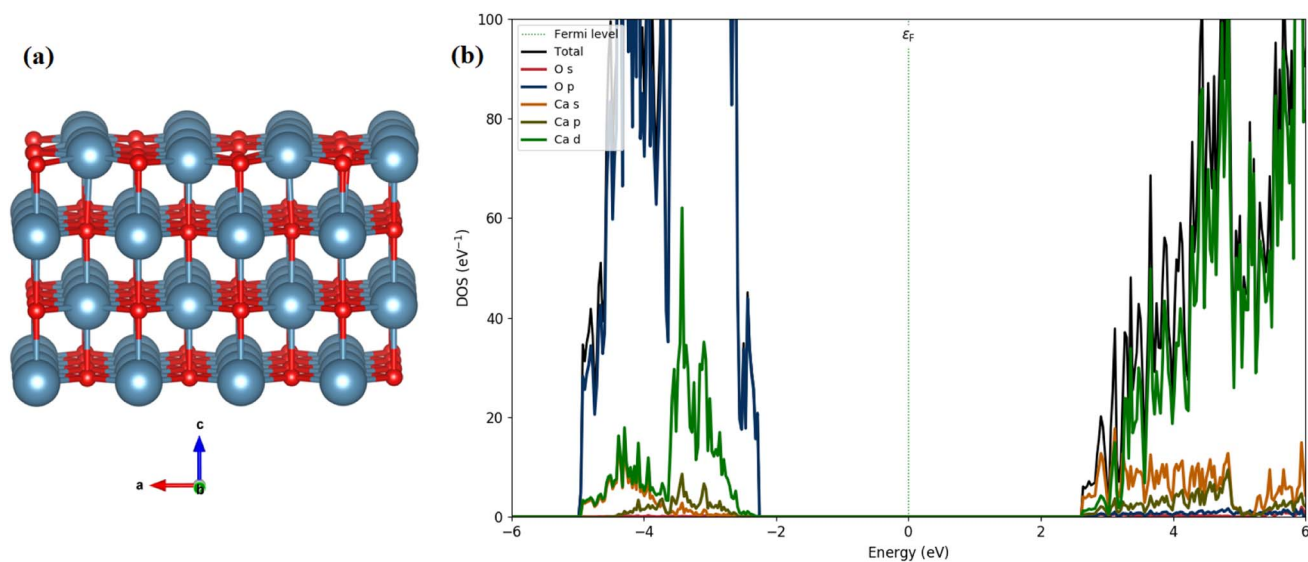 (a)
c
a
b
(b)
100
80
60
40
20
0
DOS (eV⁻¹)
Fermi level
Total
O s
O p
Ca s
Ca p
Ca d
εF
−6
−4
−2
0
2
4
6
Energy (eV)